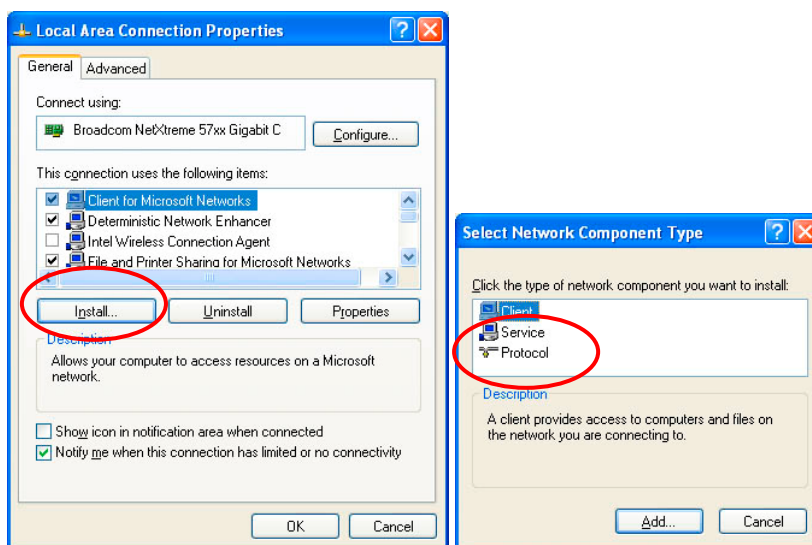 Local Area Connection Properties
General Advanced
Connect using:
Broadcom NetXtreme 57xx Gigabit C
Configure...
This connection uses the following items:
Client for Microsoft Networks
Deterministic Network Enhancer
Intel Wireless Connection Agent
File and Printer Sharing for Microsoft Networks
Install... Uninstall Properties
Description
Allows your computer to access resources on a Microsoft
network.
Show icon in notification area when connected
Notify me when this connection has limited or no connectivity
OK Cancel
Select Network Component Type
Click the type of network component you want to install:
Client
Service
Protocol
Description
A client provides access to computers and files on
the network you are connecting to.
Add... Cancel